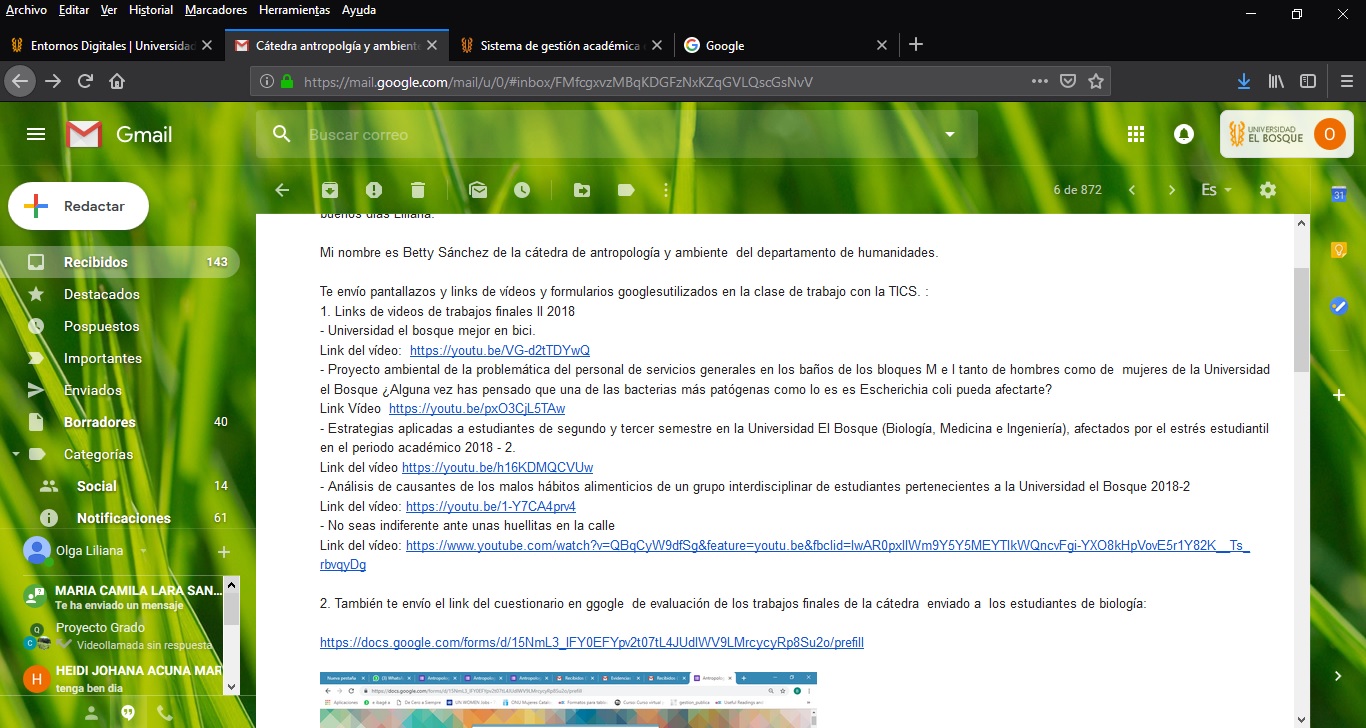 Archivo Editar Ver Historial Marcadores Herramientas Ayuda
Entornos Digitales | Universidad
Cátedra antropolgía y ambiente
Sistema de gestión académica
Google
https://mail.google.com/mail/u/0/#inbox/FMfcgxvzMBqKDGFzNxKZqGVLQscGsNvV
Gmail
Buscar correo
UNIVERSIDAD
EL BOSQUE
O
Redactar
6 de 872
Es
31
Recibidos 143
Destacados
Pospuestos
Importantes
Enviados
Borradores 40
Categorías
Social 14
Notificaciones 61
Olga Liliana
MARIA CAMILA LARA SAN...
Te ha enviado un mensaje
Proyecto Grado
Videollamada sin respuesta
H
HEIDI JOHANA ACUNA MAR
tenga ben dia
buenos días Liliana.
Mi nombre es Betty Sánchez de la cátedra de antropología y ambiente  del departamento de humanidades.
Te envío pantallazos y links de vídeos y formularios googlesutilizados en la clase de trabajo con la TICS. :
1. Links de videos de trabajos finales II 2018
- Universidad el bosque mejor en bici.
Link del vídeo:  https://youtu.be/VG-d2tTDYwQ
- Proyecto ambiental de la problemática del personal de servicios generales en los baños de los bloques M e I tanto de hombres como de  mujeres de la Universidad
el Bosque ¿Alguna vez has pensado que una de las bacterias más patógenas como lo es es Escherichia coli pueda afectarte?
Link Vídeo  https://youtu.be/pxO3CjL5TAw
- Estrategias aplicadas a estudiantes de segundo y tercer semestre en la Universidad El Bosque (Biología, Medicina e Ingeniería), afectados por el estrés estudiantil
en el periodo académico 2018 - 2.
Link del vídeo https://youtu.be/h16KDMQCVUw
- Análisis de causantes de los malos hábitos alimenticios de un grupo interdisciplinar de estudiantes pertenecientes a la Universidad el Bosque 2018-2
Link del vídeo: https://youtu.be/1-Y7CA4prv4
- No seas indiferente ante unas huellitas en la calle
Link del vídeo: https://www.youtube.com/watch?v=QBqCyW9dfSg&feature=youtu.be&fbclid=IwAR0pxIlWm9Y5Y5MEYTlkWQncvFgi-YXO8kHpVovE5r1Y82K__Ts_
rbvqyDg
2. También te envío el link del cuestionario en ggogle  de evaluación de los trabajos finales de la cátedra  enviado a  los estudiantes de biología:
https://docs.google.com/forms/d/15NmL3_IFY0EFYpv2t07tL4JUdlWV9LMrcycyRp8Su2o/prefill